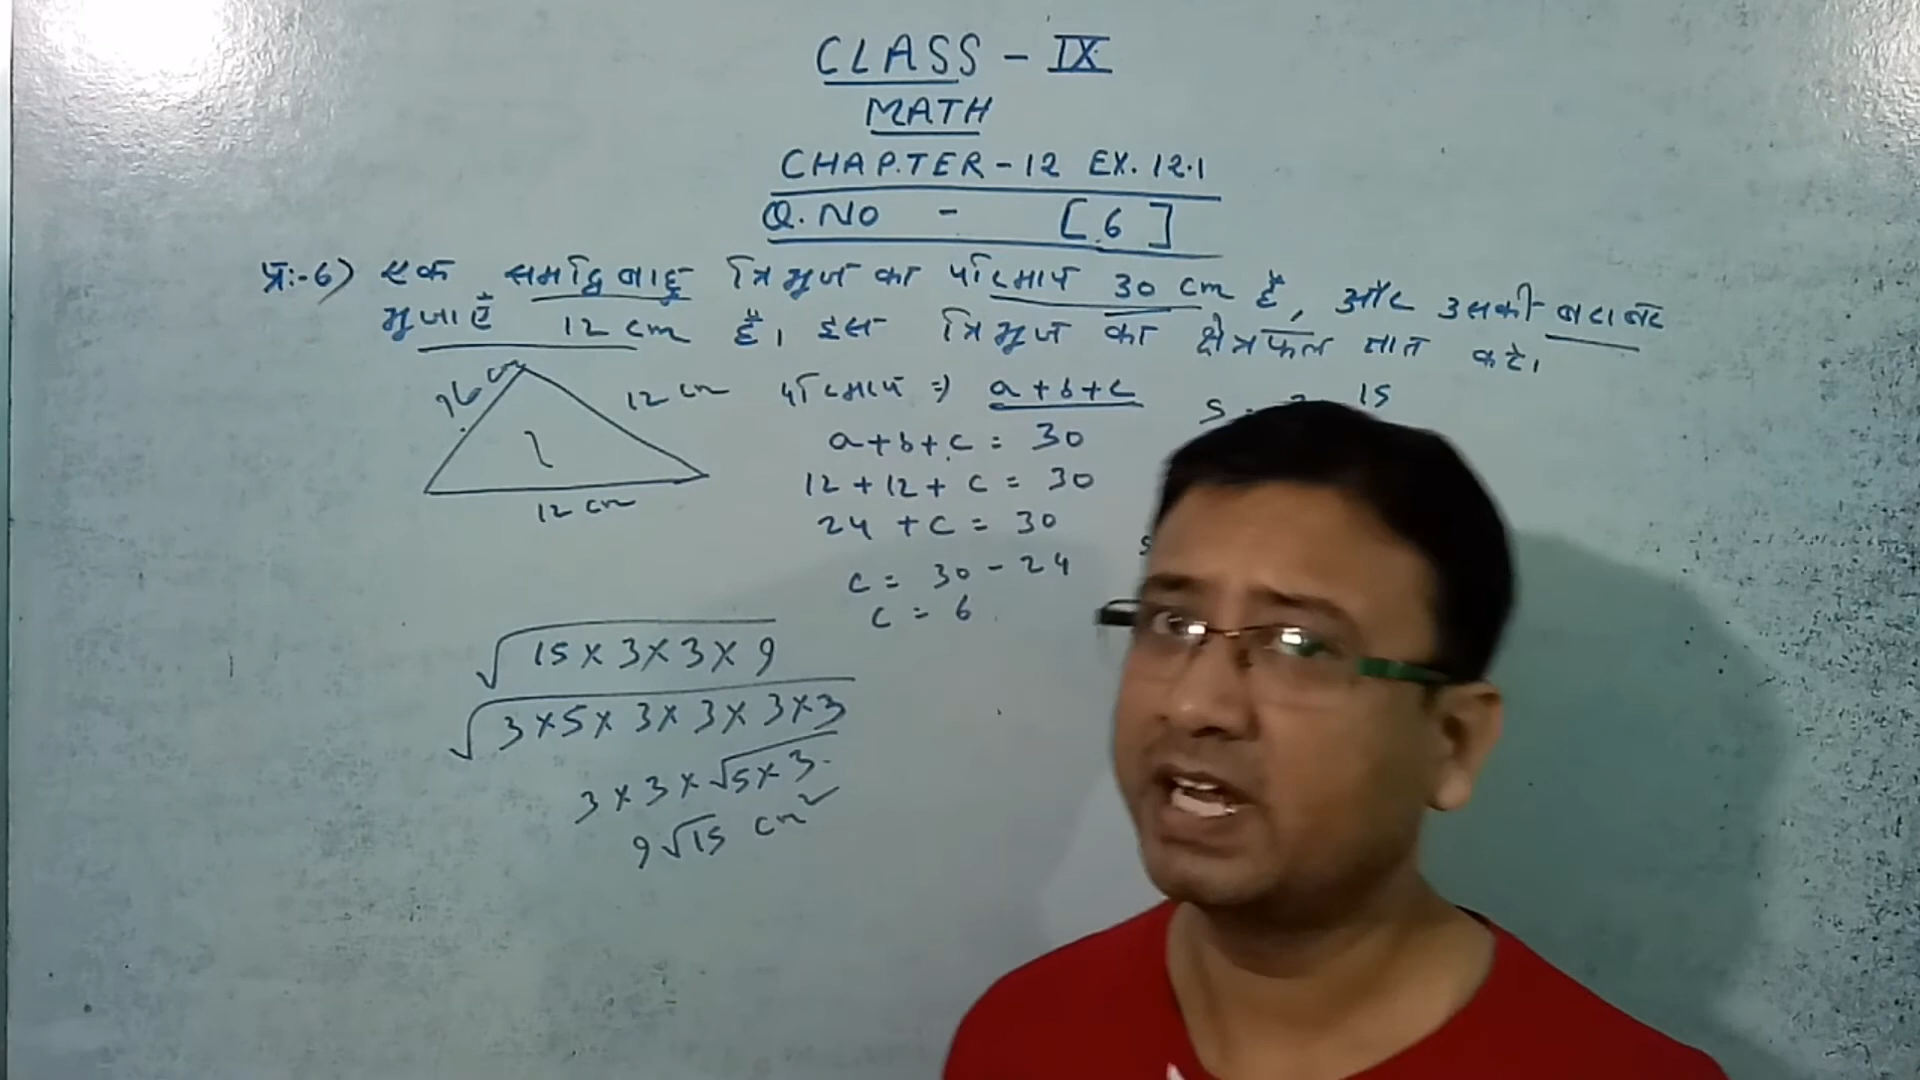 CLASS - IX
MATH
CHAPTER - 12 EX. 12.1
Q. NO - [6]
प्र:-6) एक समद्विबाहु त्रिभुज का परिमाप 30 cm है, और उसकी बराबर
भुजाएँ 12 cm है। इस त्रिभुज का क्षेत्रफल ज्ञात करे।
12 cm
12 cm
परिमाप => a+b+c
a+b+c = 30
12+12+c = 30
24 + c = 30
c = 30 - 24
c = 6
15
√15×3×3×9
√3×5×3×3×3×3
3×3×√5×3
9√15 cm²